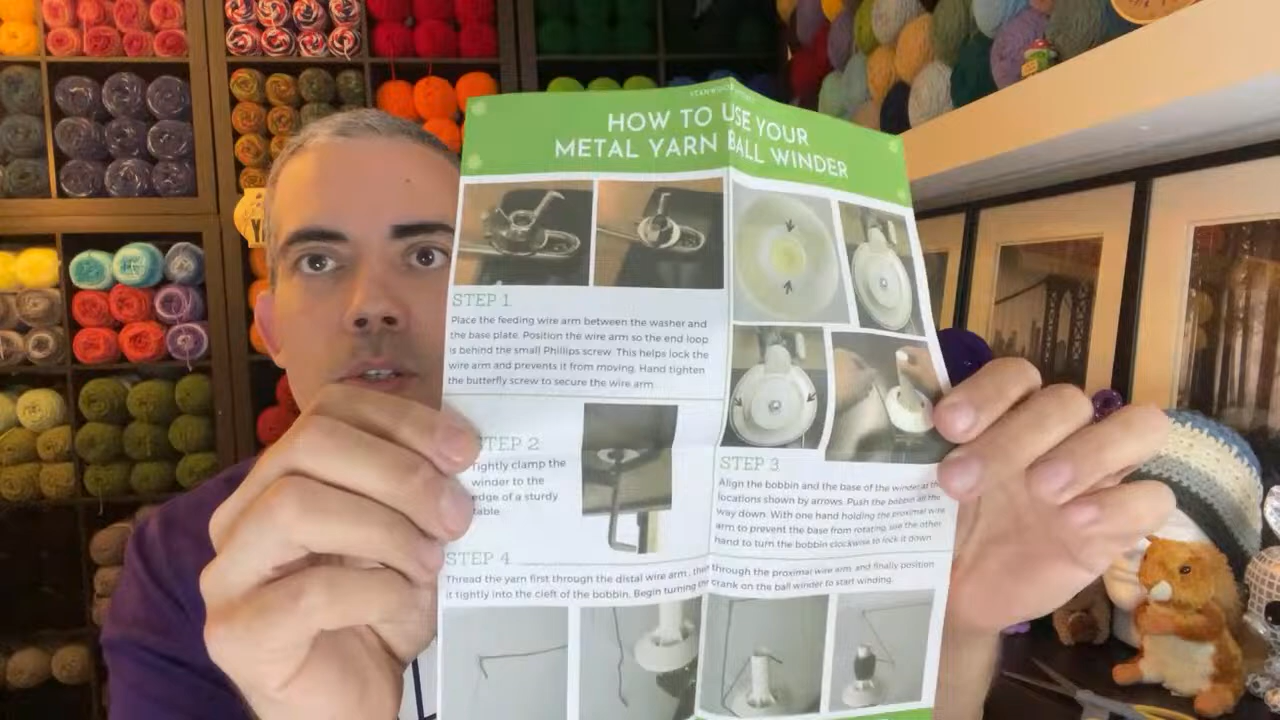 HOW TO USE YOUR
METAL YARN BALL WINDER
STEP 1
Place the feeding wire arm between the washer and
the base plate. Position the wire arm so the end loop
is behind the small Phillips screw. This helps lock the
wire arm and prevents it from moving. Hand tighten
the butterfly screw to secure the wire arm.
STEP 2
Tightly clamp the
winder to the
edge of a sturdy
table.
STEP 3
Align the bobbin and the base of the winder at the
locations shown by arrows. Push the bobbin all the
way down. With one hand holding the proximal wire
arm to prevent the base from rotating, use the other
hand to turn the bobbin clockwise to lock it down.
STEP 4
Thread the yarn first through the distal wire arm, then through the proximal wire arm, and finally position
it tightly into the cleft of the bobbin. Begin turning the crank on the ball winder to start winding.